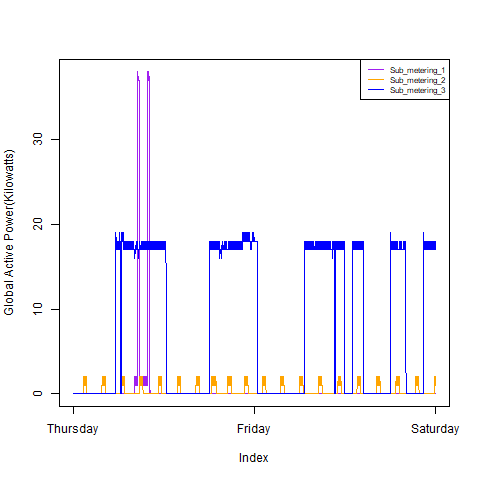 Sub_metering_1
Sub_metering_2
Sub_metering_3
Global Active Power(Kilowatts)
30
20
10
0
Thursday Friday Saturday
Index